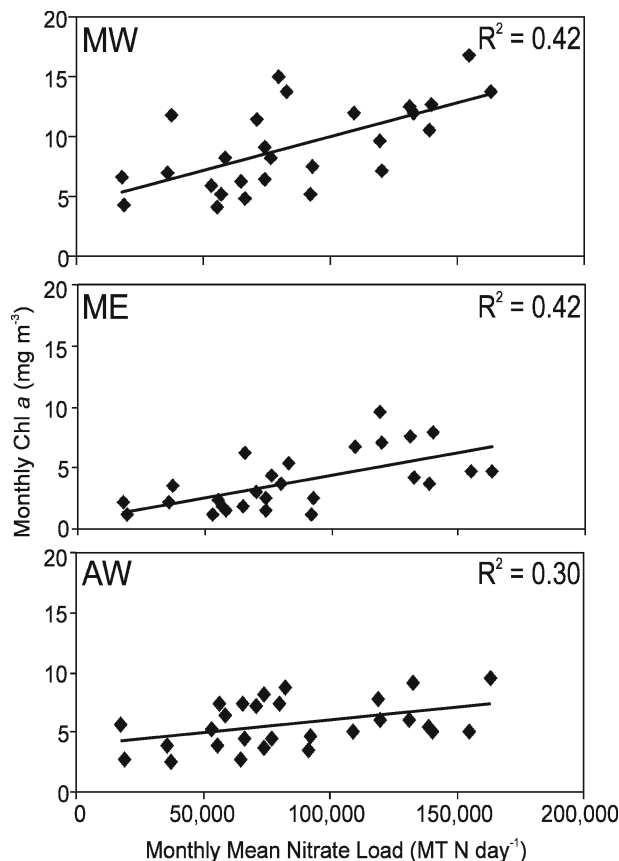 20
MW
R² = 0.42
15
10
5
0
20
ME
R² = 0.42
15
10
5
0
20
AW
R² = 0.30
15
10
5
0
0
50,000
100,000
150,000
200,000
Monthly Chl a (mg m⁻³)
Monthly Mean Nitrate Load (MT N day⁻¹)